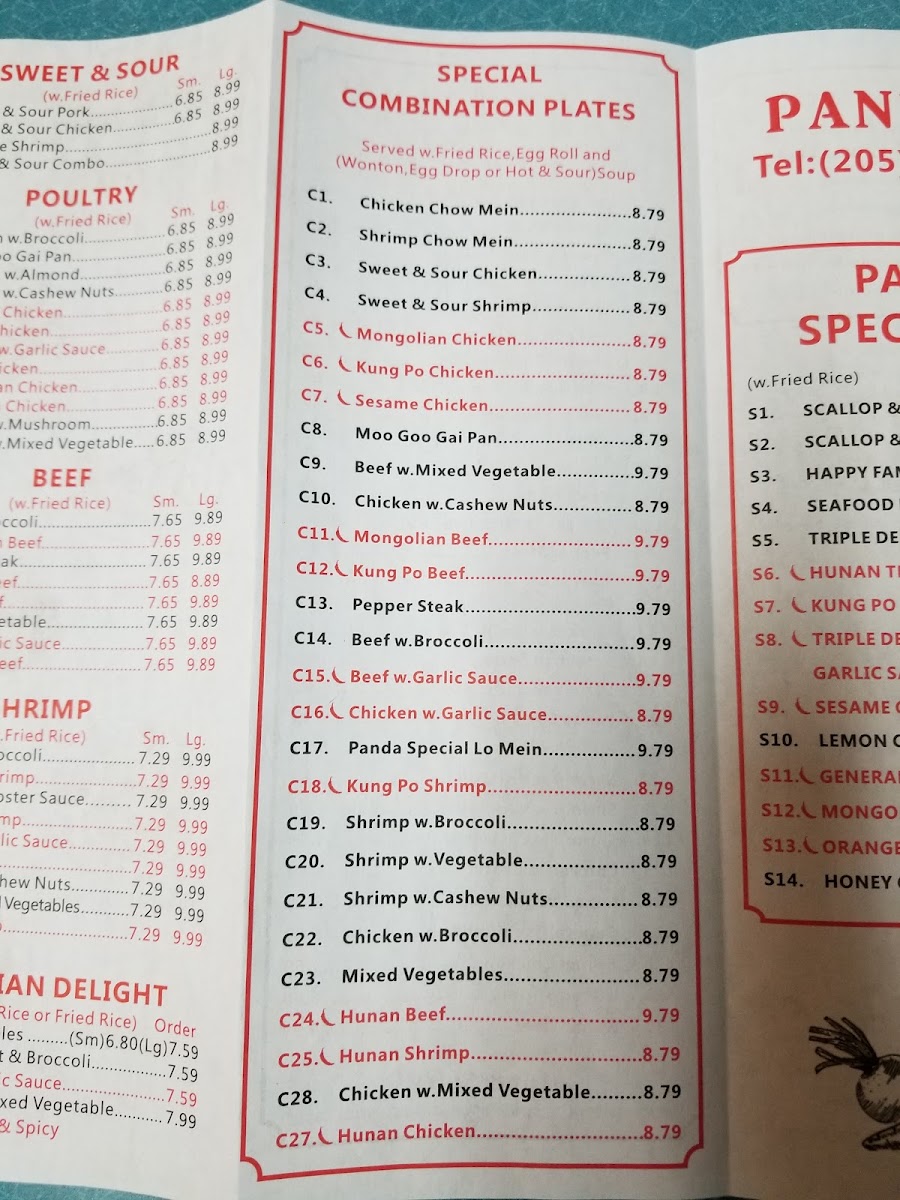 SWEET & SOUR
(w.Fried Rice) Sm. Lg.
& Sour Pork 6.85 8.99
& Sour Chicken 6.85 8.99
Shrimp 8.99
& Sour Combo 8.99
POULTRY
(w.Fried Rice) Sm. Lg.
w.Broccoli 6.85 8.99
Gai Pan 6.85 8.99
w.Almond 6.85 8.99
w.Cashew Nuts 6.85 8.99
Chicken 6.85 8.99
6.85 8.99
w.Garlic Sauce 6.85 8.99
6.85 8.99
Chicken 6.85 8.99
Chicken 6.85 8.99
w.Mushroom 6.85 8.99
w.Mixed Vegetable 6.85 8.99
BEEF
(w.Fried Rice) Sm. Lg.
7.65 9.89
Beef 7.65 9.89
7.65 9.89
7.65 8.89
7.65 9.89
7.65 9.89
Sauce 7.65 9.89
7.65 9.89
HRIMP
Fried Rice) Sm. Lg.
7.29 9.99
7.29 9.99
Sauce 7.29 9.99
7.29 9.99
Sauce 7.29 9.99
7.29 9.99
Nuts 7.29 9.99
Vegetables 7.29 9.99
7.29 9.99
IAN DELIGHT
Rice or Fried Rice) Order
(Sm)6.80(Lg)7.59
& Broccoli 7.59
Sauce 7.59
Vegetable 7.99
& Spicy
SPECIAL
COMBINATION PLATES
Served w.Fried Rice,Egg Roll and
(Wonton,Egg Drop or Hot & Sour)Soup
C1. Chicken Chow Mein 8.79
C2. Shrimp Chow Mein 8.79
C3. Sweet & Sour Chicken 8.79
C4. Sweet & Sour Shrimp 8.79
C5. Mongolian Chicken 8.79
C6. Kung Po Chicken 8.79
C7. Sesame Chicken 8.79
C8. Moo Goo Gai Pan 8.79
C9. Beef w.Mixed Vegetable 9.79
C10. Chicken w.Cashew Nuts 8.79
C11. Mongolian Beef 9.79
C12. Kung Po Beef 9.79
C13. Pepper Steak 9.79
C14. Beef w.Broccoli 9.79
C15. Beef w.Garlic Sauce 9.79
C16. Chicken w.Garlic Sauce 8.79
C17. Panda Special Lo Mein 9.79
C18. Kung Po Shrimp 8.79
C19. Shrimp w.Broccoli 8.79
C20. Shrimp w.Vegetable 8.79
C21. Shrimp w.Cashew Nuts 8.79
C22. Chicken w.Broccoli 8.79
C23. Mixed Vegetables 8.79
C24. Hunan Beef 9.79
C25. Hunan Shrimp 8.79
C28. Chicken w.Mixed Vegetable 8.79
C27. Hunan Chicken 8.79
PAN
Tel:(205)
PA
SPEC
(w.Fried Rice)
S1. SCALLOP &
S2. SCALLOP &
S3. HAPPY FAM
S4. SEAFOOD
S5. TRIPLE DE
S6. HUNAN T
S7. KUNG PO
S8. TRIPLE DE
GARLIC SA
S9. SESAME
S10. LEMON
S11. GENERAL
S12. MONGO
S13. ORANGE
S14. HONEY